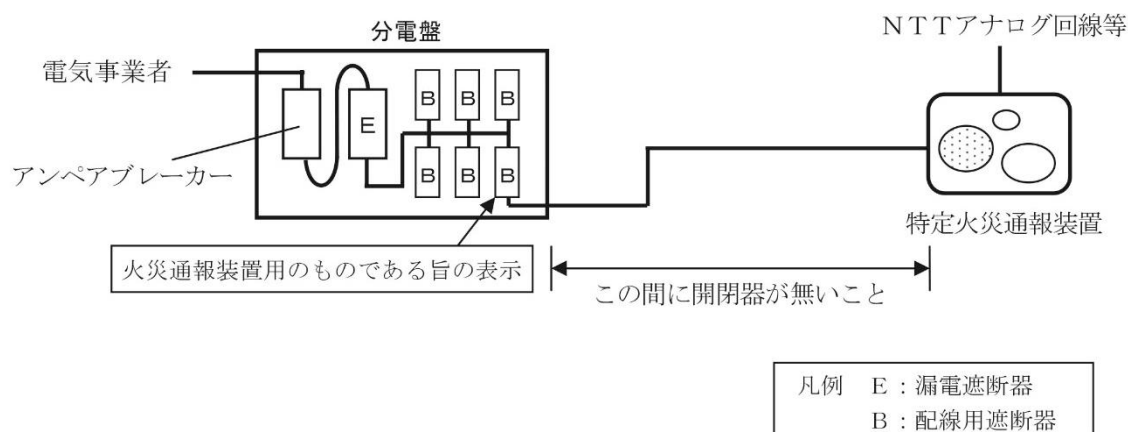 分電盤
ＮＴＴアナログ回線等
電気事業者
E
B
B
B
B
B
B
アンペアブレーカー
特定火災通報装置
火災通報装置用のものである旨の表示
この間に開閉器が無いこと
凡例　Ｅ：漏電遮断器
Ｂ：配線用遮断器